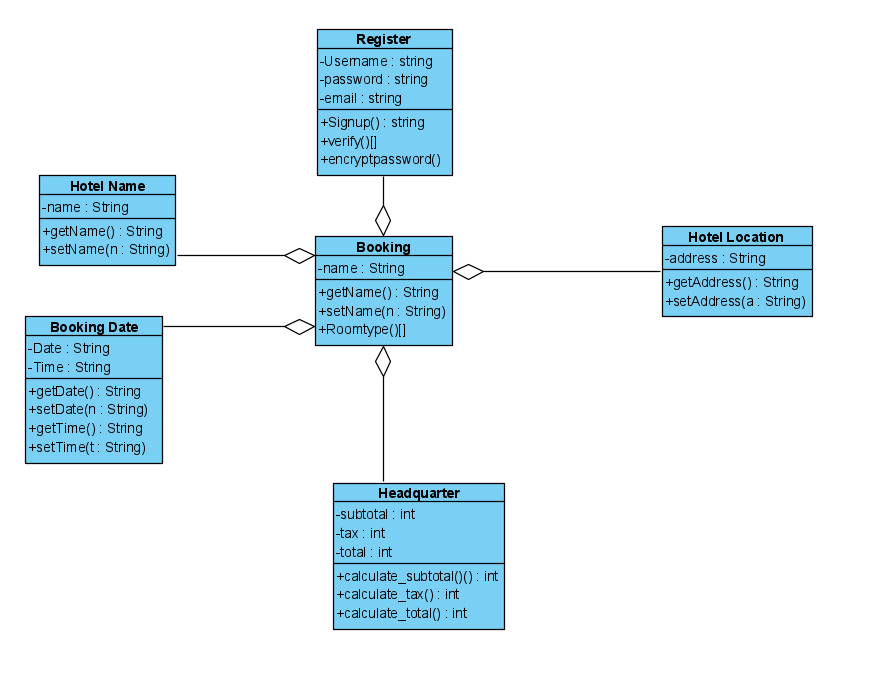 Register
-Username : string
-password : string
-email : string
+Signup() : string
+verify()[]
+encryptpassword()
Hotel Name
-name : String
+getName() : String
+setName(n : String)
Booking
-name : String
+getName() : String
+setName(n : String)
+Roomtype()[]
Hotel Location
-address : String
+getAddress() : String
+setAddress(a : String)
Booking Date
-Date : String
-Time : String
+getDate() : String
+setDate(n : String)
+getTime() : String
+setTime(t : String)
Headquarter
-subtotal : int
-tax : int
-total : int
+calculate_subtotal()() : int
+calculate_tax() : int
+calculate_total() : int